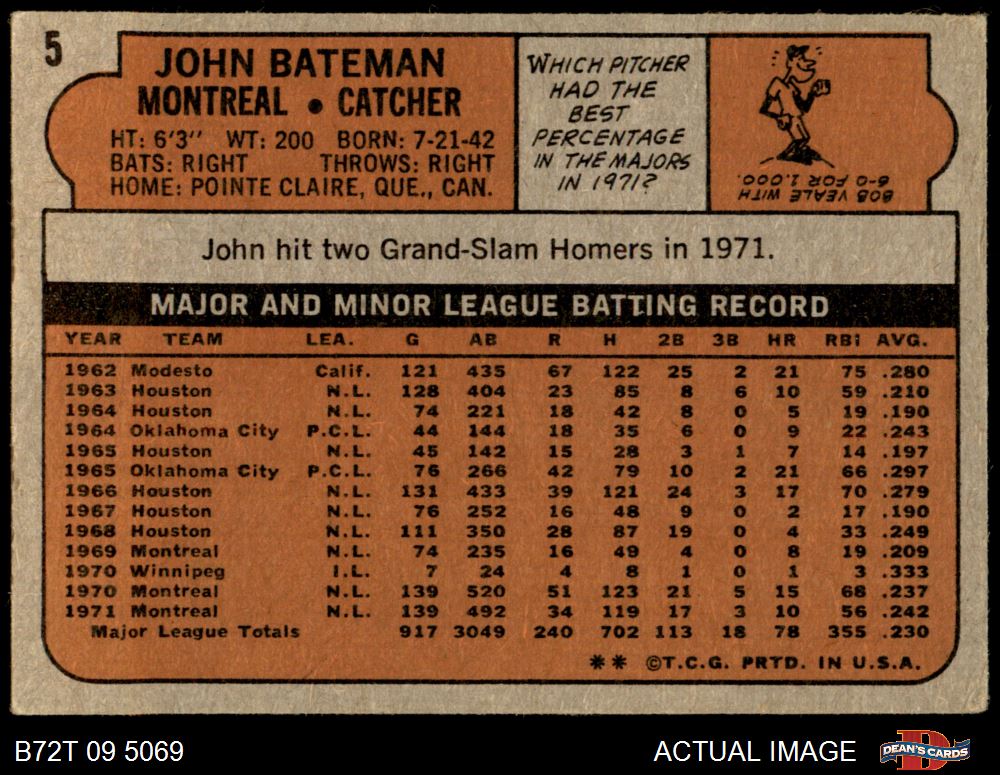 5
JOHN BATEMAN
MONTREAL • CATCHER
HT: 6'3" WT: 200 BORN: 7-21-42
BATS: RIGHT THROWS: RIGHT
HOME: POINTE CLAIRE, QUE., CAN.
WHICH PITCHER
HAD THE
BEST
PERCENTAGE
IN THE MAJORS
IN 1971?
BOB VEALE WITH
6-0 FOR 1.000.
John hit two Grand-Slam Homers in 1971.
MAJOR AND MINOR LEAGUE BATTING RECORD
YEAR TEAM LEA. G AB R H 2B 3B HR RBI AVG.
1962 Modesto Calif. 121 435 67 122 25 2 21 75 .280
1963 Houston N.L. 128 404 23 85 8 6 10 59 .210
1964 Houston N.L. 74 221 18 42 8 0 5 19 .190
1964 Oklahoma City P.C.L. 44 144 18 35 6 0 9 22 .243
1965 Houston N.L. 45 142 15 28 3 1 7 14 .197
1965 Oklahoma City P.C.L. 76 266 42 79 10 2 21 66 .297
1966 Houston N.L. 131 433 39 121 24 3 17 70 .279
1967 Houston N.L. 76 252 16 48 9 0 2 17 .190
1968 Houston N.L. 111 350 28 87 19 0 4 33 .249
1969 Montreal N.L. 74 235 16 49 4 0 8 19 .209
1970 Winnipeg I.L. 7 24 4 8 1 0 1 3 .333
1970 Montreal N.L. 139 520 51 123 21 5 15 68 .237
1971 Montreal N.L. 139 492 34 119 17 3 10 56 .242
Major League Totals 917 3049 240 702 113 18 78 355 .230
** ©T.C.G. PRTD. IN U.S.A.
B72T 09 5069
ACTUAL IMAGE
D
DEAN'S CARDS